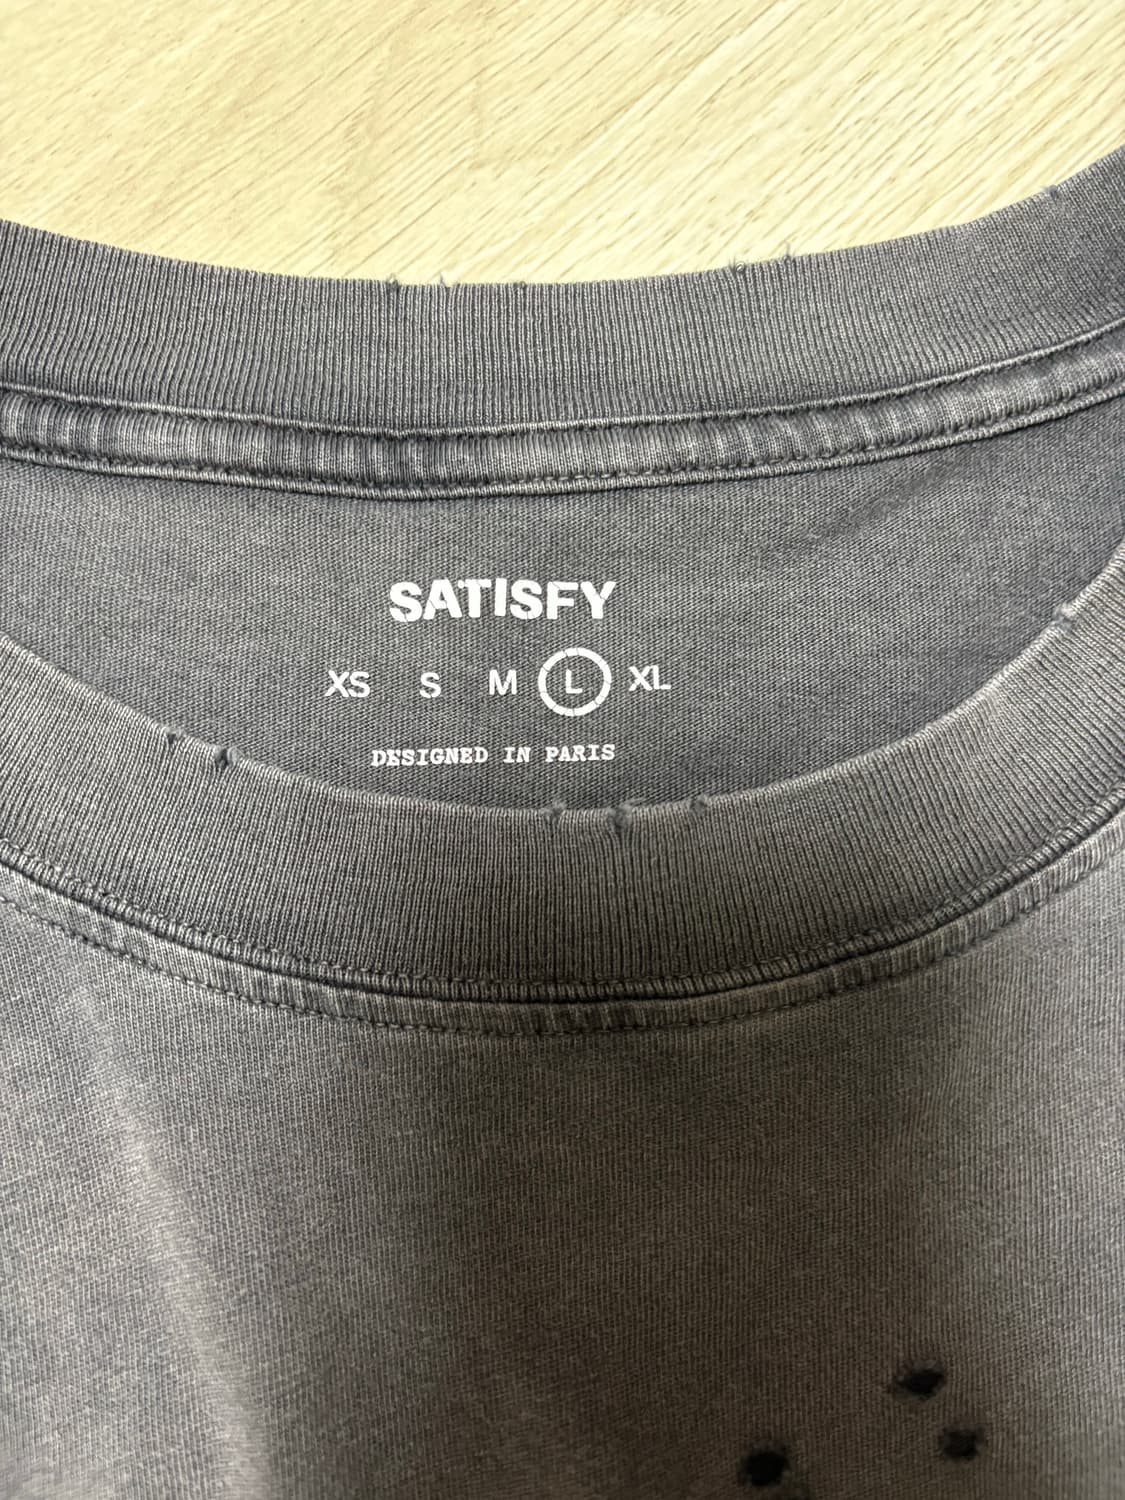 SATISFY
XS S M L XL
DESIGNED IN PARIS